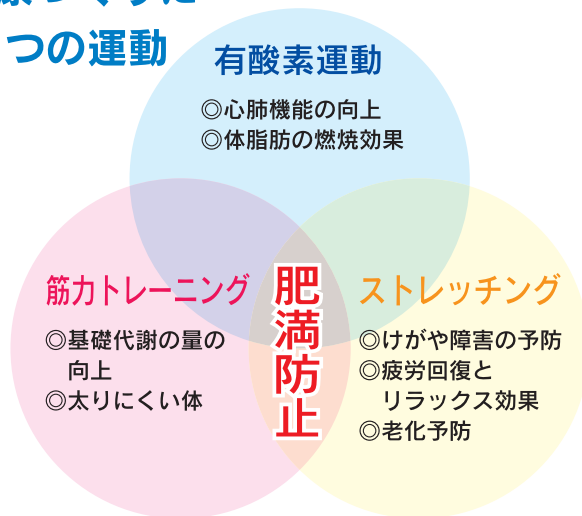 つの運動
有酸素運動
◎心肺機能の向上
◎体脂肪の燃焼効果
筋力トレーニング
◎基礎代謝の量の
向上
◎太りにくい体
肥満防止
ストレッチング
◎けがや障害の予防
◎疲労回復と
リラックス効果
◎老化予防